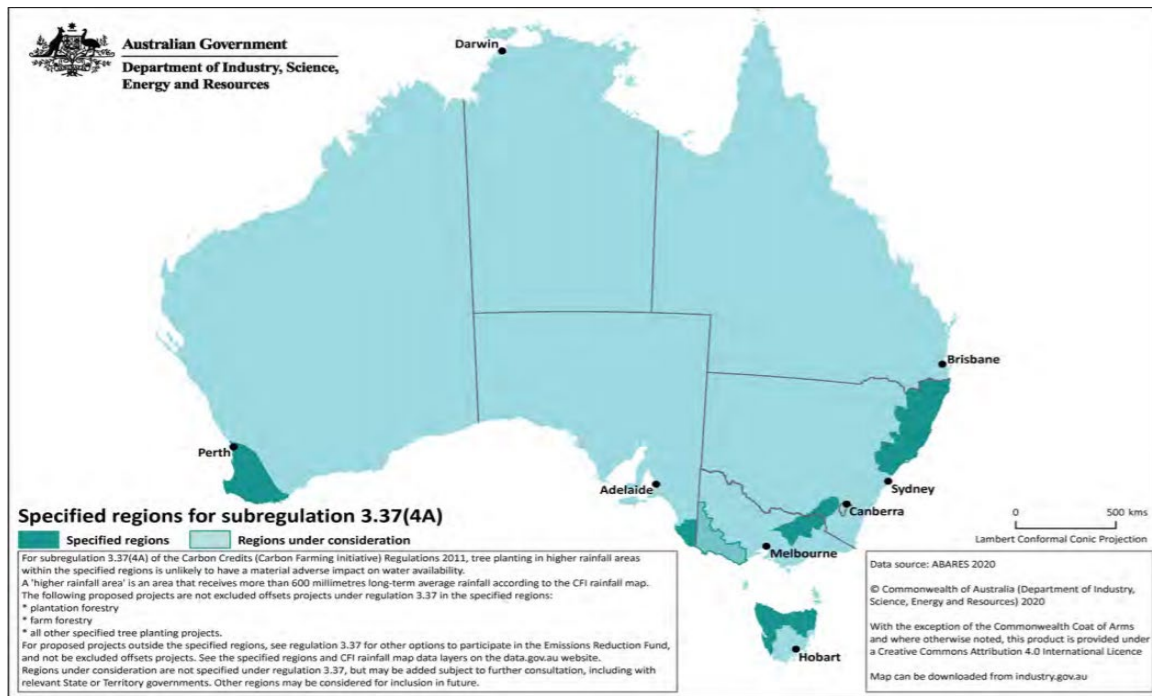 Australian Government
Department of Industry, Science,
Energy and Resources
Darwin
Brisbane
Perth
Adelaide
Sydney
Canberra
Melbourne
Hobart
Specified regions for subregulation 3.37(4A)
Specified regions
Regions under consideration
For subregulation 3.37(4A) of the Carbon Credits (Carbon Farming Initiative) Regulations 2011, tree planting in higher rainfall areas
within the specified regions is unlikely to have a material adverse impact on water availability.
A 'higher rainfall area' is an area that receives more than 600 millimetres long-term average rainfall according to the CFI rainfall map.
The following proposed projects are not excluded offsets projects under regulation 3.37 in the specified regions:
* plantation forestry
* farm forestry
* all other specified tree planting projects.
For proposed projects outside the specified regions, see regulation 3.37 for other options to participate in the Emissions Reduction Fund,
and not be excluded offsets projects. See the specified regions and CFI rainfall map data layers on the data.gov.au website.
Regions under consideration are not specified under regulation 3.37, but may be added subject to further consultation, including with
relevant State or Territory governments. Other regions may be considered for inclusion in future.
0 500 kms
Lambert Conformal Conic Projection
Data source: ABARES 2020
© Commonwealth of Australia (Department of Industry,
Science, Energy and Resources) 2020
With the exception of the Commonwealth Coat of Arms
and where otherwise noted, this product is provided under
a Creative Commons Attribution 4.0 International Licence
Map can be downloaded from industry.gov.au